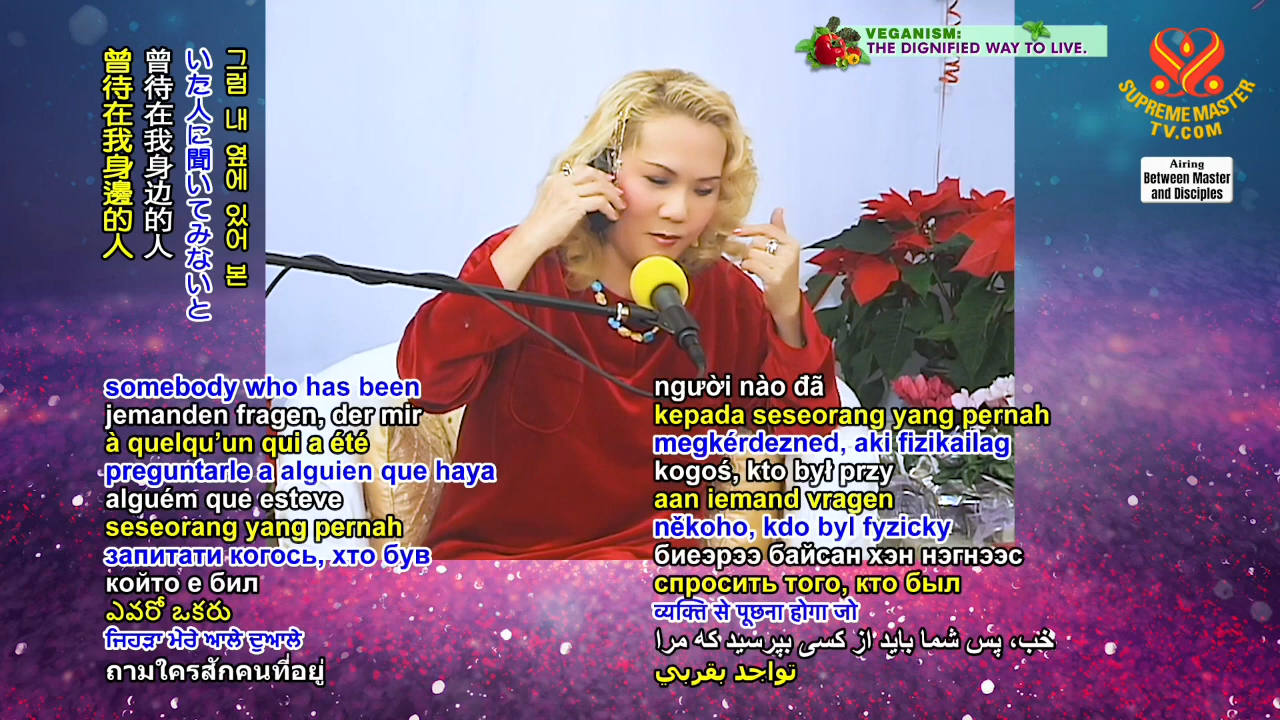 VEGANISM:
THE DIGNIFIED WAY TO LIVE.
SUPREME MASTER
TV.COM
Airing
Between Master
and Disciples
그럼 내 옆에 있어 본
いた人に聞いてみないと
曾待在我身边的人
曾待在我身邊的人
somebody who has been
jemanden fragen, der mir
à quelqu’un qui a été
preguntarle a alguien que haya
alguém que esteve
seseorang yang pernah
запитати когось, хто був
който е бил
ఎవరో ఒకరు
ਜਿਹੜਾ ਮੇਰੇ ਆਲੇ ਦੁਆਲੇ
ถามใครสักคนที่อยู่
người nào đã
kepada seseorang yang pernah
megkérdezned, aki fizikailag
kogoś, kto był przy
aan iemand vragen
někoho, kdo byl fyzicky
биеэрээ байсан хэн нэгнээс
спросить того, кто был
व्यक्ति से पूछना होगा जो
خب، پس شما باید از کسی بپرسید که مرا
تواجد بقربي